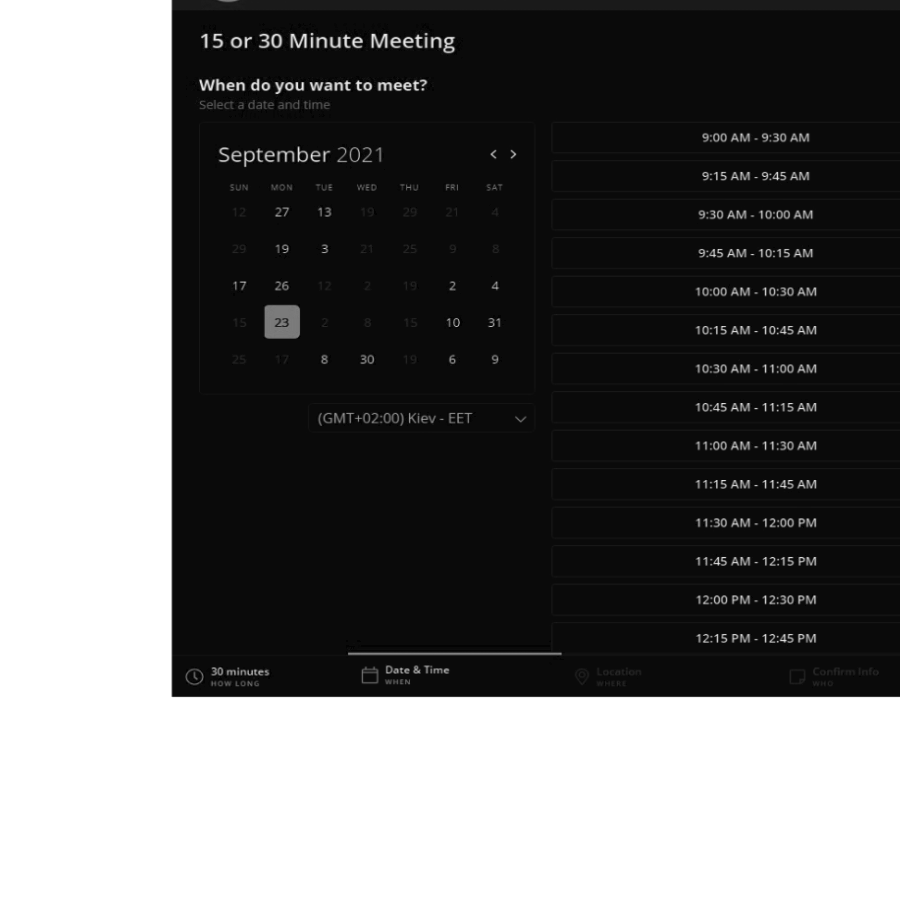 15 or 30 Minute Meeting
When do you want to meet?
Select a date and time
September 2021 < >
SUN MON TUE WED THU FRI SAT
12 27 13 19 29 21 4
29 19 3 21 25 9 8
17 26 12 2 19 2 4
15 23 2 8 15 10 31
25 17 8 30 19 6 9
(GMT+02:00) Kiev - EET
9:00 AM - 9:30 AM
9:15 AM - 9:45 AM
9:30 AM - 10:00 AM
9:45 AM - 10:15 AM
10:00 AM - 10:30 AM
10:15 AM - 10:45 AM
10:30 AM - 11:00 AM
10:45 AM - 11:15 AM
11:00 AM - 11:30 AM
11:15 AM - 11:45 AM
11:30 AM - 12:00 PM
11:45 AM - 12:15 PM
12:00 PM - 12:30 PM
12:15 PM - 12:45 PM
30 minutes
HOW LONG
Date & Time
WHEN
Location
WHERE
Confirm Info
WHO